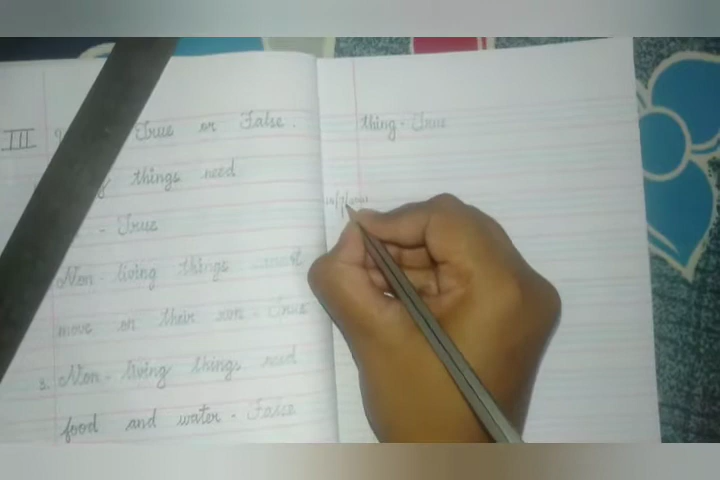 III
True or False.
things need
- True
Non-living things
move on their own - True
3. Non-living things need
food and water - False
thing - True